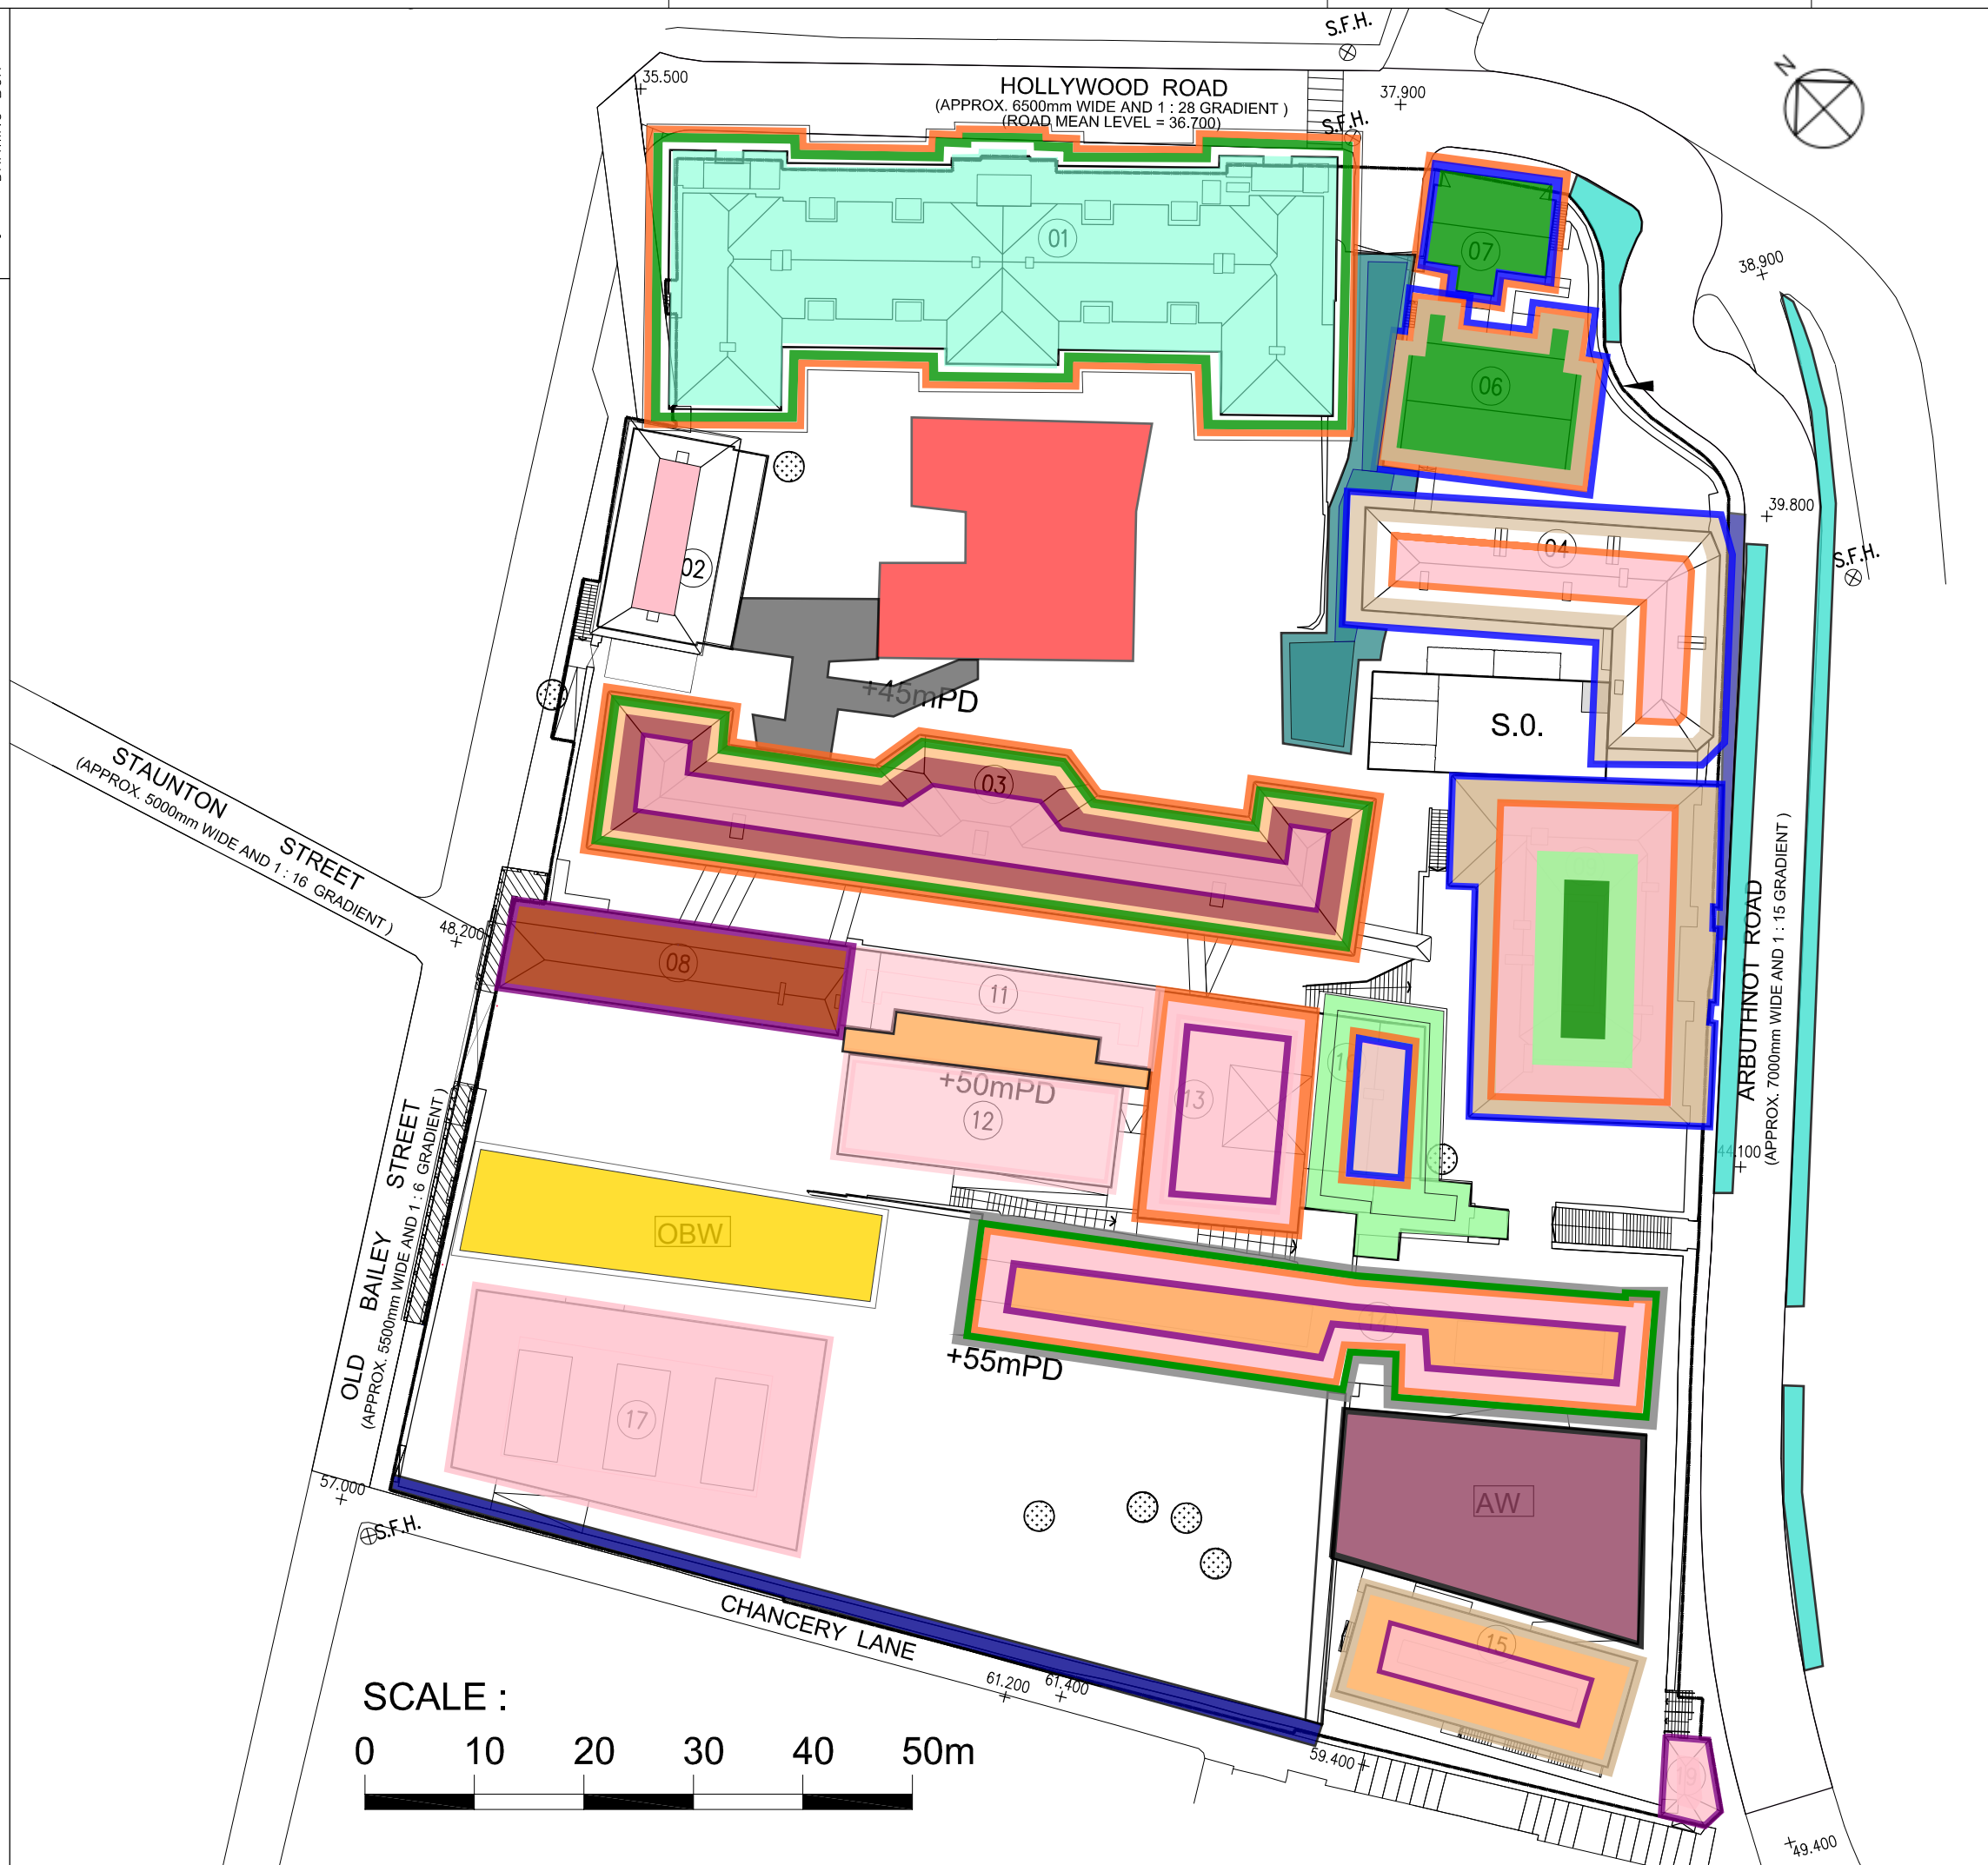 S.F.H.
N
35.500
HOLLYWOOD ROAD
(APPROX. 6500mm WIDE AND 1 : 28 GRADIENT )
(ROAD MEAN LEVEL = 36.700)
37.900
S.F.H.
01
07
38.900
06
39.800
02
04
S.F.H.
+45mPD
S.O.
03
STAUNTON STREET
(APPROX. 5000mm WIDE AND 1 : 16 GRADIENT )
48.200
08
11
ARBUTHNOT ROAD
(APPROX. 7000mm WIDE AND 1 : 15 GRADIENT )
+50mPD
12
13
44.100
OLD BAILEY STREET
(APPROX. 5500mm WIDE AND 1 : 6 GRADIENT )
OBW
14
+55mPD
17
57.000
S.F.H.
AW
CHANCERY LANE
15
61.200
61.400
59.400
19
49.400
SCALE :
0 10 20 30 40 50m